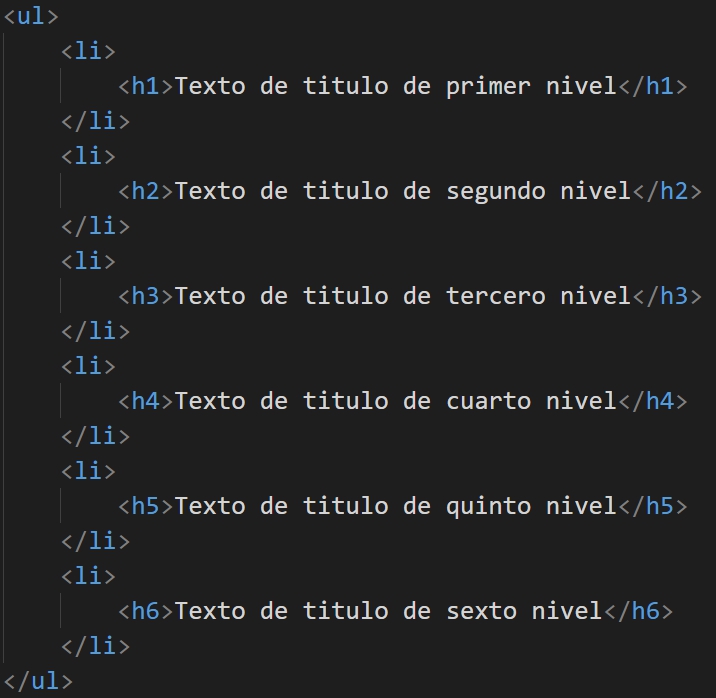 <ul>
<li>
<h1>Texto de titulo de primer nivel</h1>
</li>
<li>
<h2>Texto de titulo de segundo nivel</h2>
</li>
<li>
<h3>Texto de titulo de tercero nivel</h3>
</li>
<li>
<h4>Texto de titulo de cuarto nivel</h4>
</li>
<li>
<h5>Texto de titulo de quinto nivel</h5>
</li>
<li>
<h6>Texto de titulo de sexto nivel</h6>
</li>
</ul>